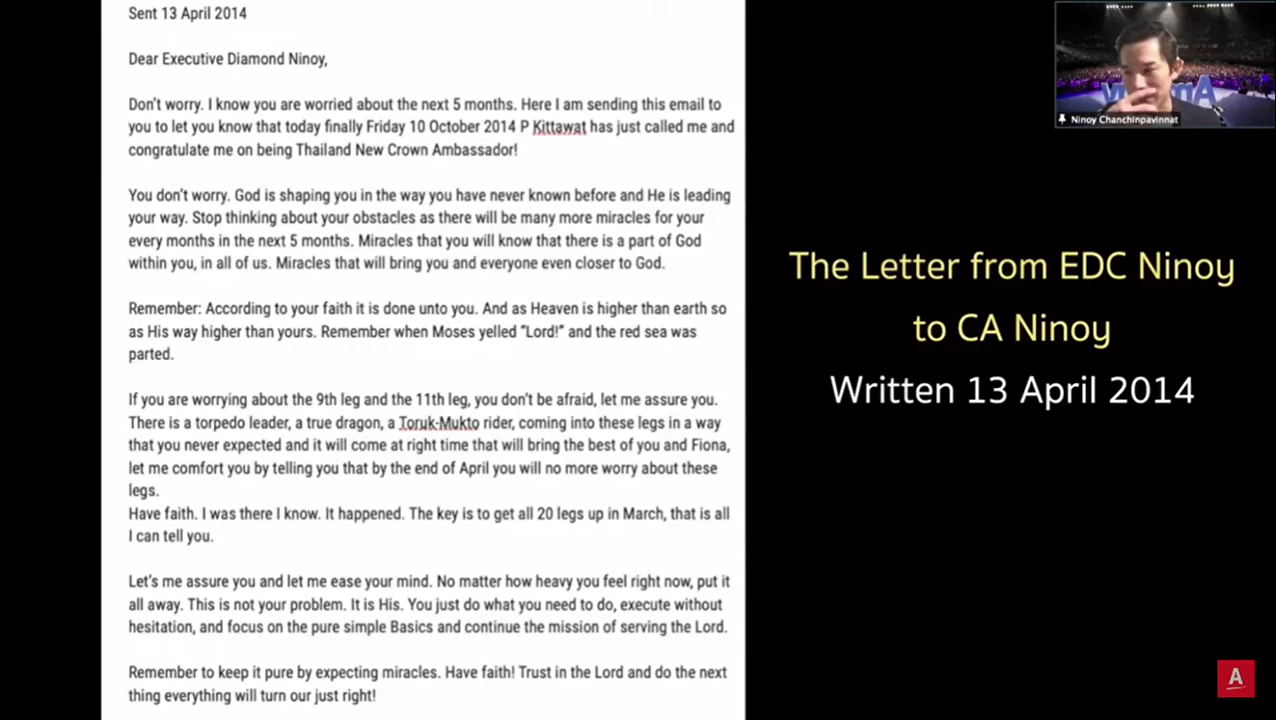 Sent 13 April 2014
Dear Executive Diamond Ninoy,
Don't worry. I know you are worried about the next 5 months. Here I am sending this email to
you to let you know that today finally Friday 10 October 2014 P Kittawat has just called me and
congratulate me on being Thailand New Crown Ambassador!
You don't worry. God is shaping you in the way you have never known before and He is leading
your way. Stop thinking about your obstacles as there will be many more miracles for your
every months in the next 5 months. Miracles that you will know that there is a part of God
within you, in all of us. Miracles that will bring you and everyone even closer to God.
Remember: According to your faith it is done unto you. And as Heaven is higher than earth so
as His way higher than yours. Remember when Moses yelled “Lord!” and the red sea was
parted.
If you are worrying about the 9th leg and the 11th leg, you don't be afraid, let me assure you.
There is a torpedo leader, a true dragon, a Toruk-Mukto rider, coming into these legs in a way
that you never expected and it will come at right time that will bring the best of you and Fiona,
let me comfort you by telling you that by the end of April you will no more worry about these
legs.
Have faith. I was there I know. It happened. The key is to get all 20 legs up in March, that is all
I can tell you.
Let's me assure you and let me ease your mind. No matter how heavy you feel right now, put it
all away. This is not your problem. It is His. You just do what you need to do, execute without
hesitation, and focus on the pure simple Basics and continue the mission of serving the Lord.
Remember to keep it pure by expecting miracles. Have faith! Trust in the Lord and do the next
thing everything will turn our just right!
Ninoy Chanchinpavinnat
The Letter from EDC Ninoy
to CA Ninoy
Written 13 April 2014
A